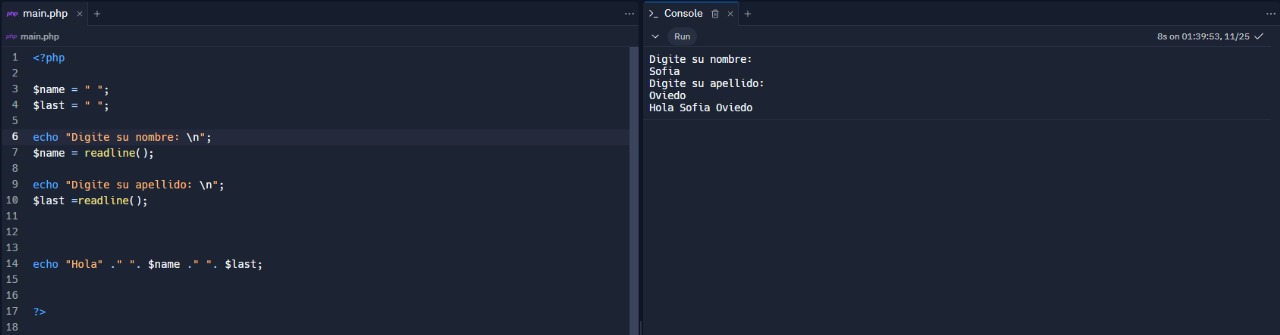 php main.php × +
php main.php
1 <?php
2
3 $name = " ";
4 $last = " ";
5
6 echo "Digite su nombre: \n";
7 $name = readline();
8
9 echo "Digite su apellido: \n";
10 $last =readline();
11
12
13
14 echo "Hola" ." ". $name ." ". $last;
15
16
17 ?>
18
>_ Console × +
Run 8s on 01:39:53, 11/25 ✓
Digite su nombre:
Sofia
Digite su apellido:
Oviedo
Hola Sofia Oviedo